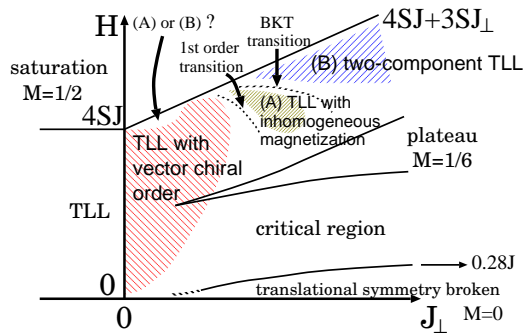 H
(A) or (B) ?
BKT
transition
4SJ+3SJ⊥
1st order
transition
(B) two-component TLL
saturation
M=1/2
4SJ
(A) TLL with
inhomogeneous
magnetization
TLL with
vector chiral
order
plateau
M=1/6
TLL
critical region
0.28J
0
translational symmetry broken
0
J⊥
M=0